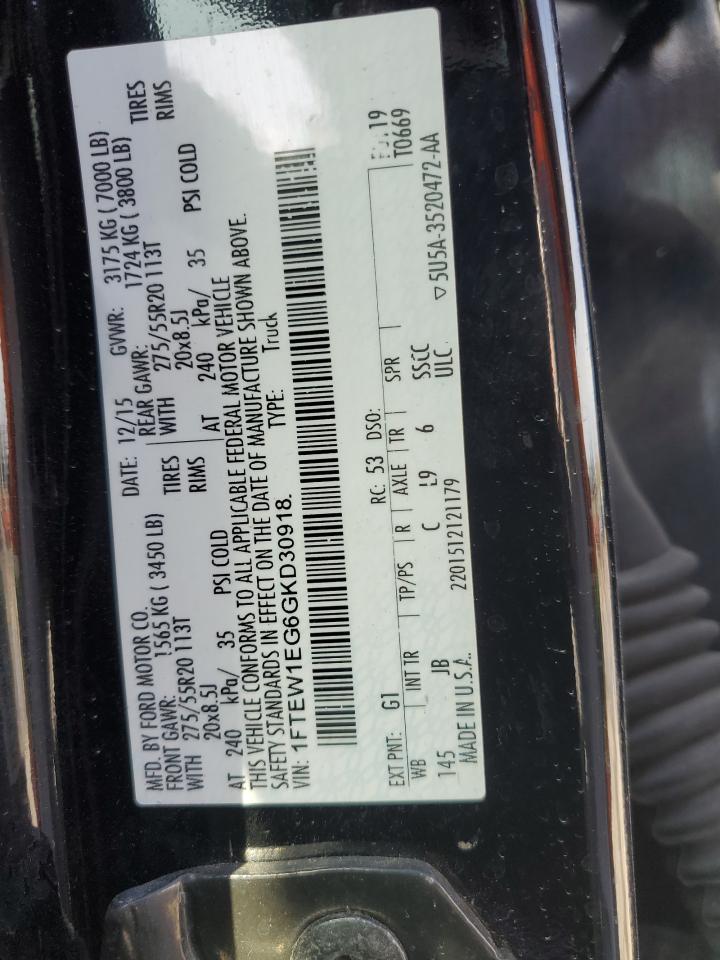 MFD. BY FORD MOTOR CO. DATE: 12/15 GVWR: 3175 KG ( 7000 LB)
FRONT GAWR: 1565 KG ( 3450 LB) REAR GAWR: 1724 KG ( 3800 LB)
WITH 275/55R20 113T TIRES WITH 275/55R20 113T TIRES
20x8.5J RIMS 20x8.5J RIMS
AT 240 kPa/ 35 PSI COLD AT 240 kPa/ 35 PSI COLD
THIS VEHICLE CONFORMS TO ALL APPLICABLE FEDERAL MOTOR VEHICLE
SAFETY STANDARDS IN EFFECT ON THE DATE OF MANUFACTURE SHOWN ABOVE.
VIN: 1FTEW1EG6GKD30918. TYPE: Truck
EXT PNT: G1 RC: 53 DSO: 19
T0669
WB INT TR TP/PS R AXLE TR SPR
145 JB C L9 6 SSiC
ULC
MADE IN U.S.A. 2201512121179 ▽ 5U5A-3520472-AA